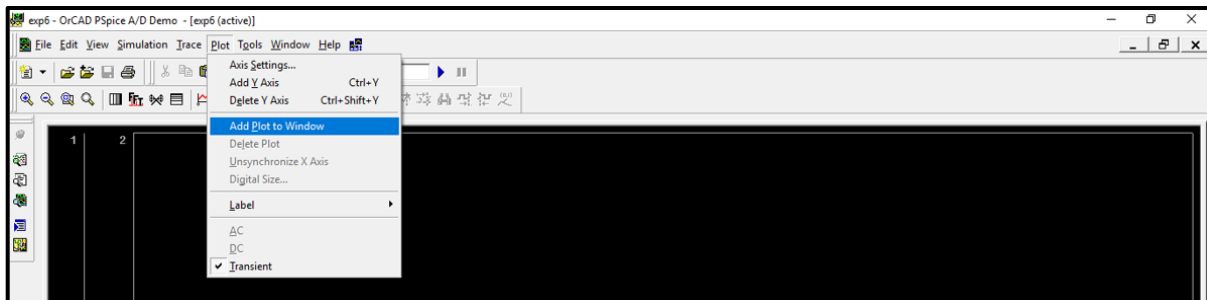 exp6 - OrCAD PSpice A/D Demo - [exp6 (active)]
File Edit View Simulation Trace Plot Tools Window Help
Axis Settings...
Add Y Axis Ctrl+Y
Delete Y Axis Ctrl+Shift+Y
Add Plot to Window
Delete Plot
Unsynchronize X Axis
Digital Size...
Label
AC
DC
Transient
1 2